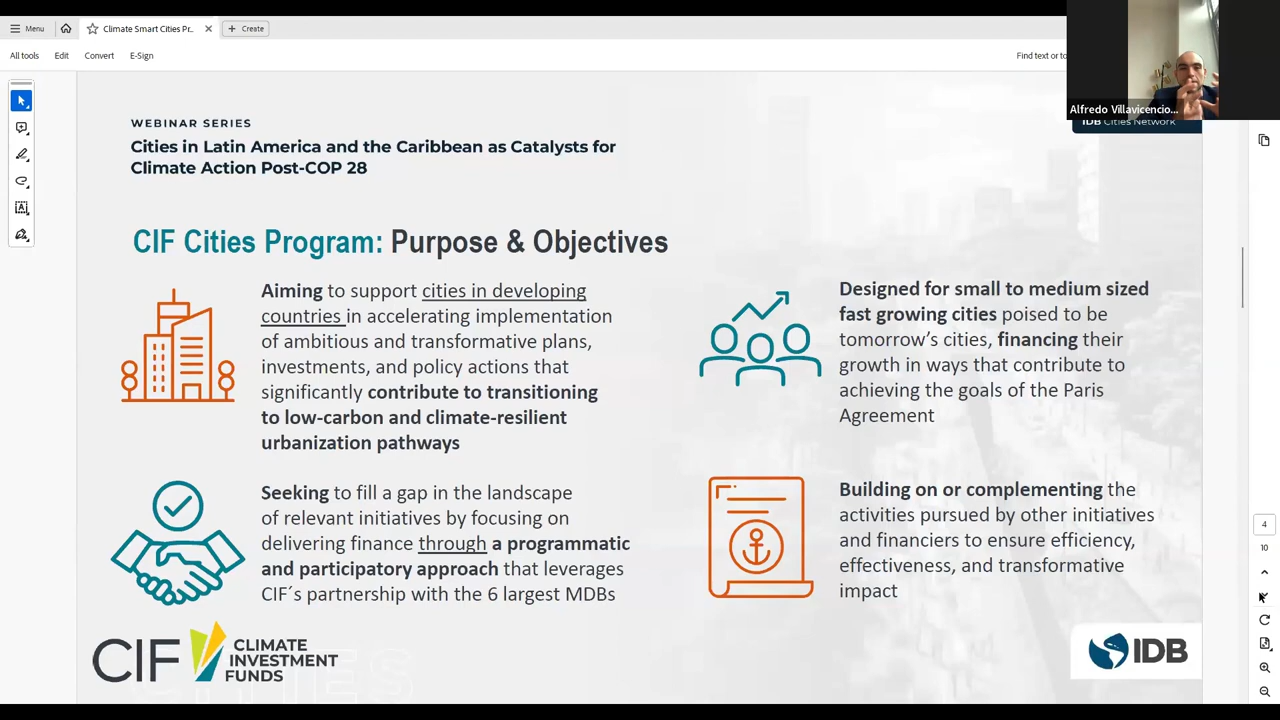 Menu
Climate Smart Cities Pr...
Create
All tools
Edit
Convert
E-Sign
Find text or to
Alfredo Villavicencio...
IDB Cities Network
WEBINAR SERIES
Cities in Latin America and the Caribbean as Catalysts for
Climate Action Post-COP 28
CIF Cities Program: Purpose & Objectives
Aiming to support cities in developing
countries in accelerating implementation
of ambitious and transformative plans,
investments, and policy actions that
significantly contribute to transitioning
to low-carbon and climate-resilient
urbanization pathways
Designed for small to medium sized
fast growing cities poised to be
tomorrow’s cities, financing their
growth in ways that contribute to
achieving the goals of the Paris
Agreement
Seeking to fill a gap in the landscape
of relevant initiatives by focusing on
delivering finance through a programmatic
and participatory approach that leverages
CIF´s partnership with the 6 largest MDBs
Building on or complementing the
activities pursued by other initiatives
and financiers to ensure efficiency,
effectiveness, and transformative
impact
4
10
CIF
CLIMATE
INVESTMENT
FUNDS
CITIES
IDB